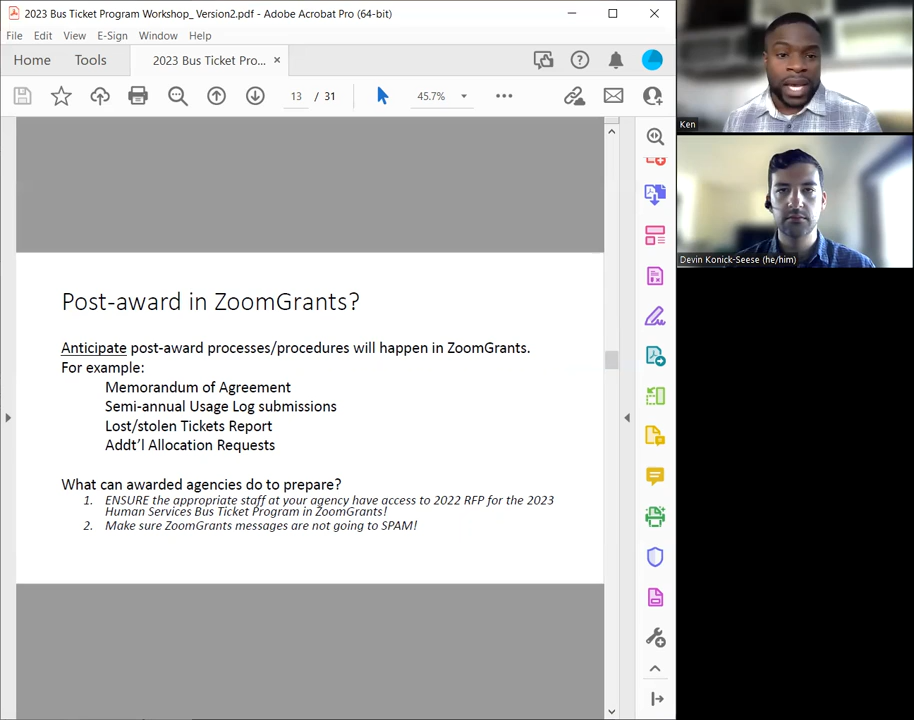 2023 Bus Ticket Program Workshop_ Version2.pdf - Adobe Acrobat Pro (64-bit)
File Edit View E-Sign Window Help
Home Tools 2023 Bus Ticket Pro... ×
13 / 31 45.7%
Post-award in ZoomGrants?
Anticipate post-award processes/procedures will happen in ZoomGrants.
For example:
Memorandum of Agreement
Semi-annual Usage Log submissions
Lost/stolen Tickets Report
Addt'l Allocation Requests
What can awarded agencies do to prepare?
1. ENSURE the appropriate staff at your agency have access to 2022 RFP for the 2023
Human Services Bus Ticket Program in ZoomGrants!
2. Make sure ZoomGrants messages are not going to SPAM!
Ken
Devin Konick-Seese (he/him)